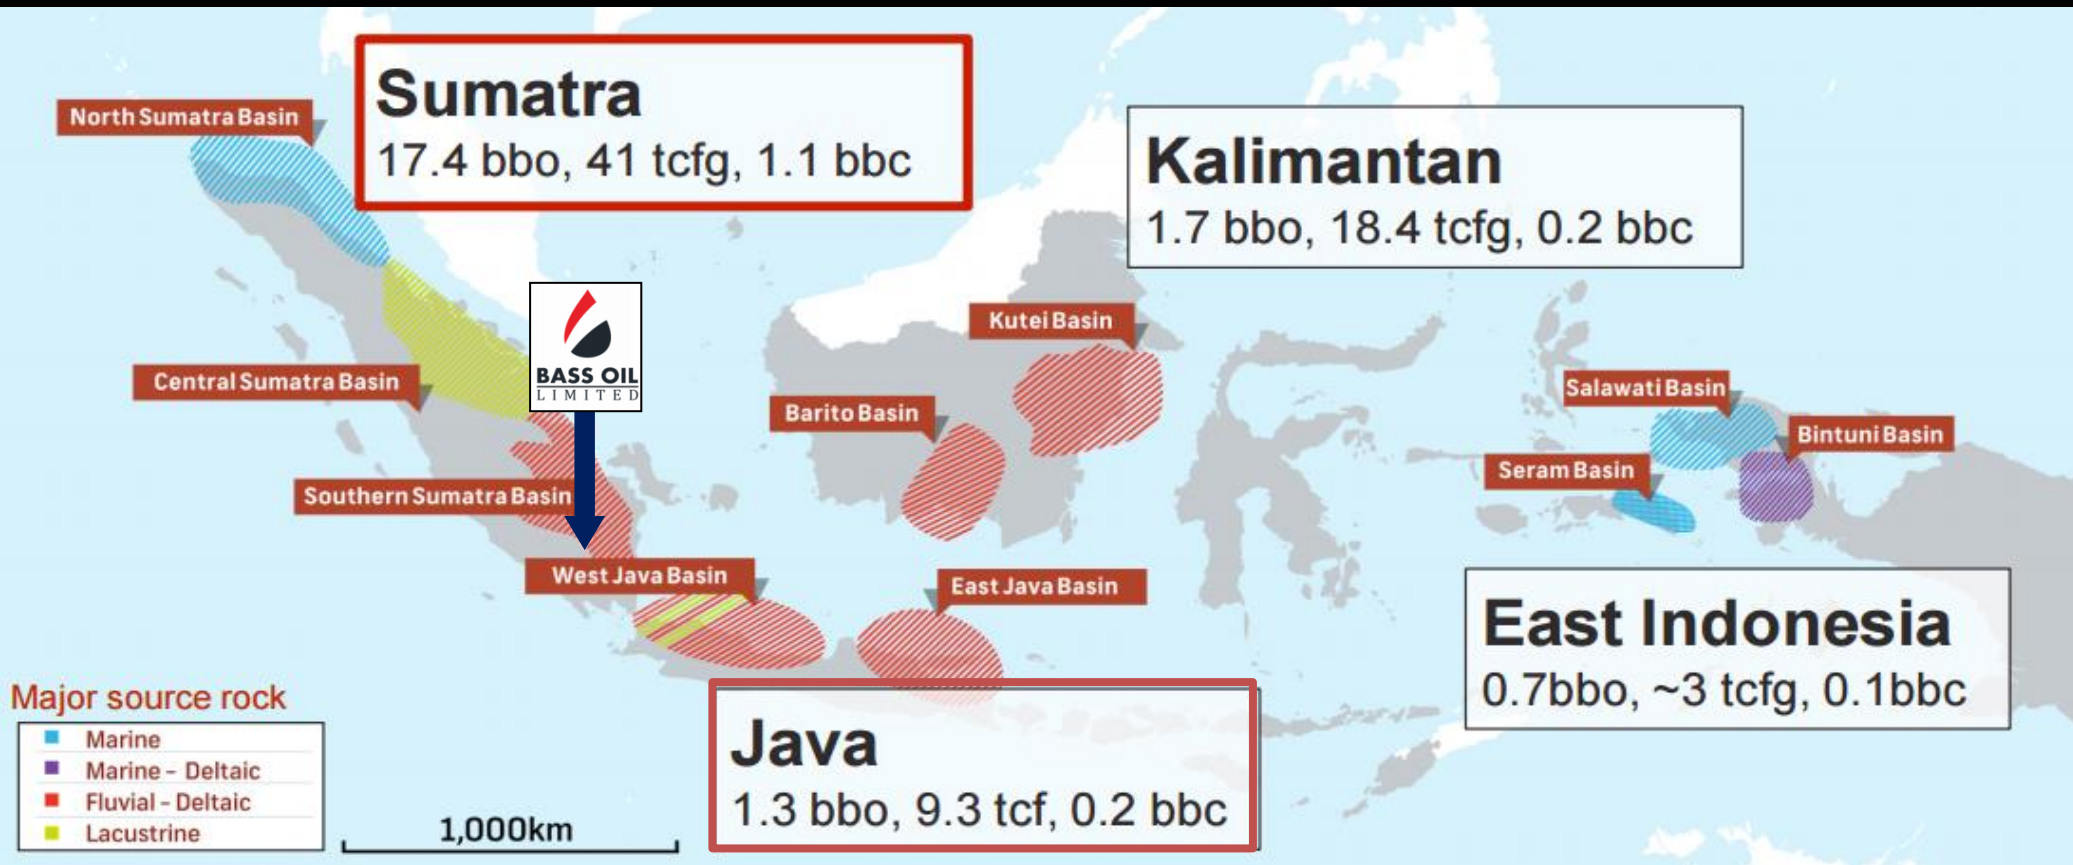 Sumatra
17.4 bbo, 41 tcfg, 1.1 bbc
North Sumatra Basin
Kalimantan
1.7 bbo, 18.4 tcfg, 0.2 bbc
Kutei Basin
BASS OIL
LIMITED
Central Sumatra Basin
Barito Basin
Salawati Basin
Bintuni Basin
Seram Basin
Southern Sumatra Basin
West Java Basin
East Java Basin
East Indonesia
0.7bbo, ~3 tcfg, 0.1bbc
Java
1.3 bbo, 9.3 tcf, 0.2 bbc
Major source rock
Marine
Marine - Deltaic
Fluvial - Deltaic
Lacustrine
1,000km